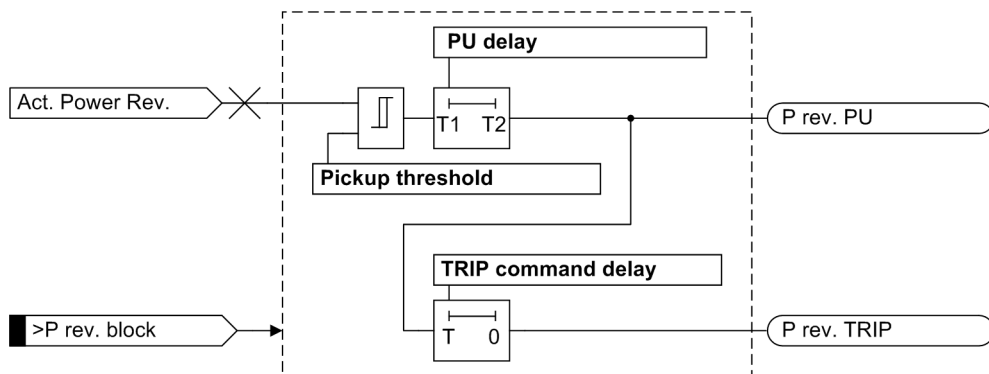 PU delay
Act. Power Rev.
T1 T2
P rev. PU
Pickup threshold
TRIP command delay
>P rev. block
T 0
P rev. TRIP